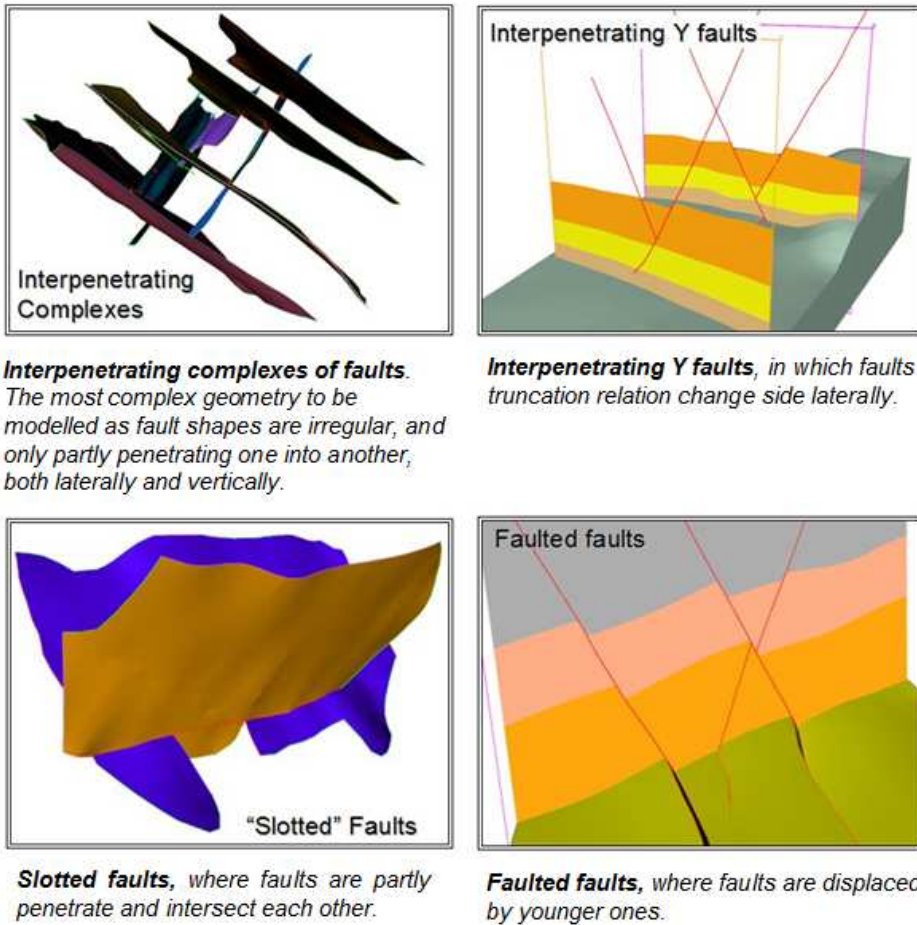 Interpenetrating
Complexes
Interpenetrating Y faults
Interpenetrating complexes of faults.
The most complex geometry to be
modelled as fault shapes are irregular, and
only partly penetrating one into another,
both laterally and vertically.
Interpenetrating Y faults, in which faults
truncation relation change side laterally.
"Slotted" Faults
Faulted faults
Slotted faults, where faults are partly
penetrate and intersect each other.
Faulted faults, where faults are displaced
by younger ones.